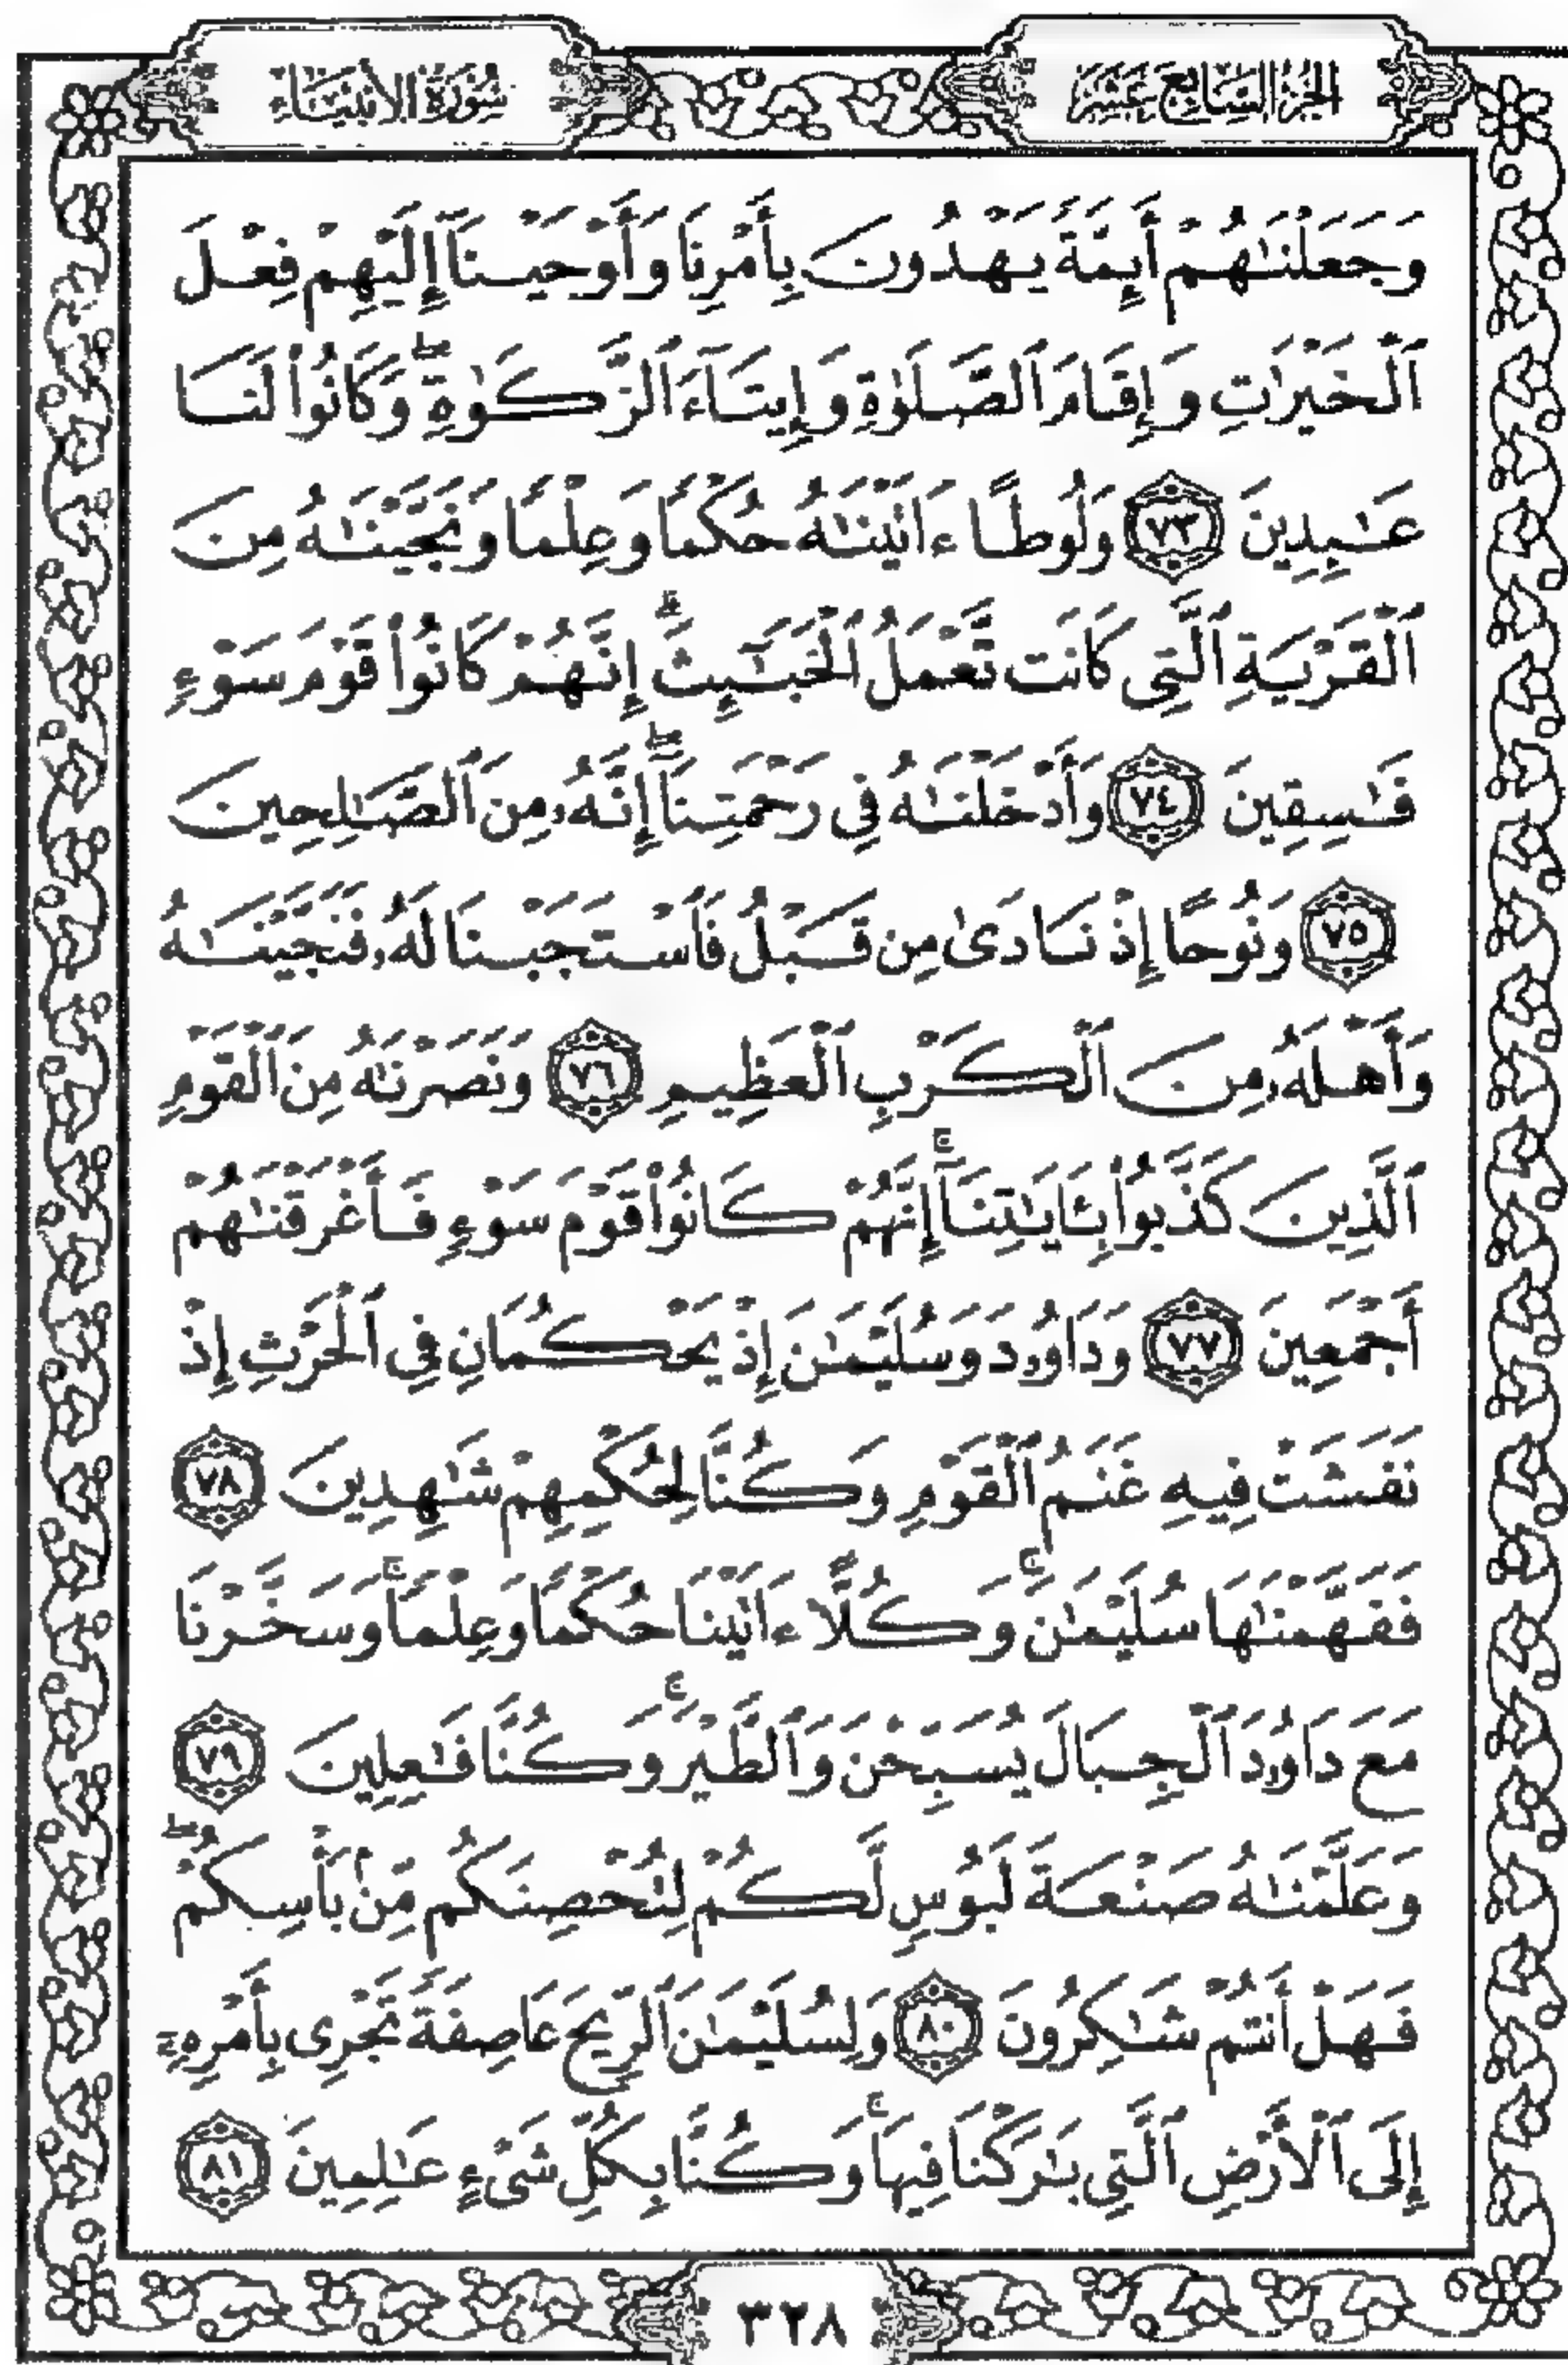 الجزء السابع عشر
سورة الأنبياء
وَجَعَلْنَٰهُمْ أَئِمَّةً يَهْدُونَ بِأَمْرِنَا وَأَوْحَيْنَآ إِلَيْهِمْ فِعْلَ
ٱلْخَيْرَٰتِ وَإِقَامَ ٱلصَّلَوٰةِ وَإِيتَآءَ ٱلزَّكَوٰةِ ۖ وَكَانُوا۟ لَنَا
عَٰبِدِينَ ﴿٧٣﴾ وَلُوطًا ءَاتَيْنَٰهُ حُكْمًا وَعِلْمًا وَنَجَّيْنَٰهُ مِنَ
ٱلْقَرْيَةِ ٱلَّتِى كَانَت تَّعْمَلُ ٱلْخَبَٰٓئِثَ ۗ إِنَّهُمْ كَانُوا۟ قَوْمَ سَوْءٍ
فَٰسِقِينَ ﴿٧٤﴾ وَأَدْخَلْنَٰهُ فِى رَحْمَتِنَآ ۖ إِنَّهُۥ مِنَ ٱلصَّٰلِحِينَ
﴿٧٥﴾ وَنُوحًا إِذْ نَادَىٰ مِن قَبْلُ فَٱسْتَجَبْنَا لَهُۥ فَنَجَّيْنَٰهُ
وَأَهْلَهُۥ مِنَ ٱلْكَرْبِ ٱلْعَظِيمِ ﴿٧٦﴾ وَنَصَرْنَٰهُ مِنَ ٱلْقَوْمِ
ٱلَّذِينَ كَذَّبُوا۟ بِـَٔايَٰتِنَآ ۚ إِنَّهُمْ كَانُوا۟ قَوْمَ سَوْءٍ فَأَغْرَقْنَٰهُمْ
أَجْمَعِينَ ﴿٧٧﴾ وَدَاوُۥدَ وَسُلَيْمَٰنَ إِذْ يَحْكُمَانِ فِى ٱلْحَرْثِ إِذْ
نَفَشَتْ فِيهِ غَنَمُ ٱلْقَوْمِ وَكُنَّا لِحُكْمِهِمْ شَٰهِدِينَ ﴿٧٨﴾
فَفَهَّمْنَٰهَا سُلَيْمَٰنَ ۚ وَكُلًّا ءَاتَيْنَا حُكْمًا وَعِلْمًا ۚ وَسَخَّرْنَا
مَعَ دَاوُۥدَ ٱلْجِبَالَ يُسَبِّحْنَ وَٱلطَّيْرَ ۚ وَكُنَّا فَٰعِلِينَ ﴿٧٩﴾
وَعَلَّمْنَٰهُ صَنْعَةَ لَبُوسٍ لَّكُمْ لِتُحْصِنَكُم مِّنۢ بَأْسِكُمْ ۖ
فَهَلْ أَنتُمْ شَٰكِرُونَ ﴿٨٠﴾ وَلِسُلَيْمَٰنَ ٱلرِّيحَ عَاصِفَةً تَجْرِى بِأَمْرِهِۦٓ
إِلَى ٱلْأَرْضِ ٱلَّتِى بَٰرَكْنَا فِيهَا ۚ وَكُنَّا بِكُلِّ شَىْءٍ عَٰلِمِينَ ﴿٨١﴾
٣٢٨